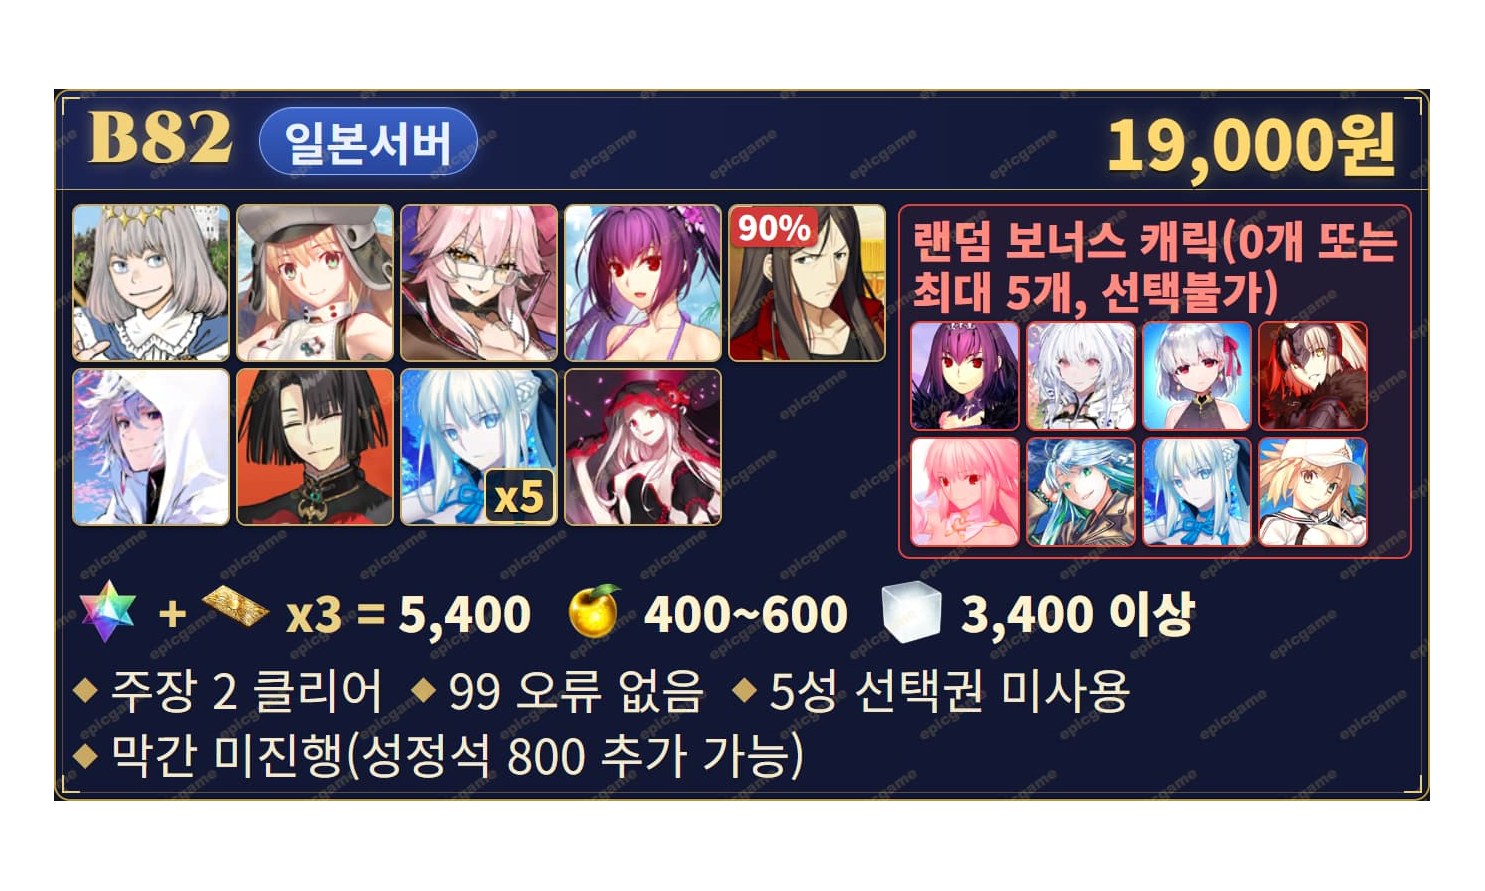 B82 일본서버 19,000원
90%
랜덤 보너스 캐릭(0개 또는
최대 5개, 선택불가)
x5
+ x3 = 5,400 400~600 3,400 이상
◆ 주장 2 클리어 ◆ 99 오류 없음 ◆ 5성 선택권 미사용
◆ 막간 미진행(성정석 800 추가 가능)
epicgame